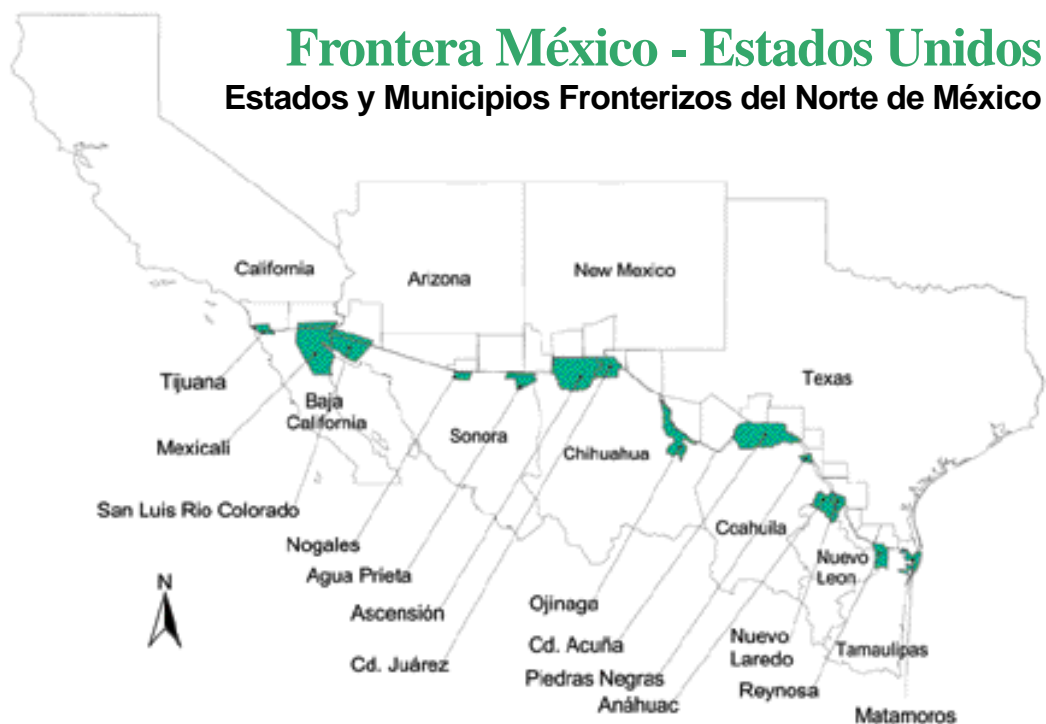 Frontera México - Estados Unidos
Estados y Municipios Fronterizos del Norte de México
California
Arizona
New Mexico
Texas
Tijuana
Baja
California
Mexicali
Sonora
Chihuahua
San Luis Rio Colorado
Coahuila
Nogales
Nuevo
Leon
Agua Prieta
N
Ascensión
Ojinaga
Cd. Acuña
Nuevo
Laredo
Tamaulipas
Cd. Juárez
Piedras Negras
Reynosa
Anáhuac
Matamoros